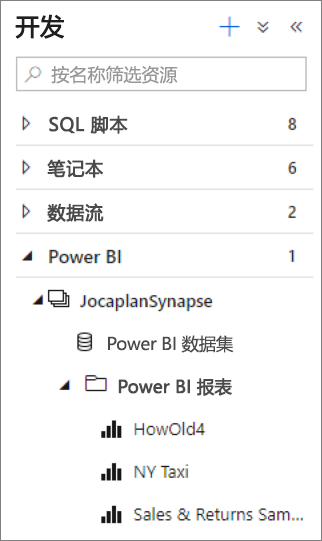 开发
按名称筛选资源
SQL 脚本 8
笔记本 6
数据流 2
Power BI 1
JocaplanSynapse
Power BI 数据集
Power BI 报表
HowOld4
NY Taxi
Sales & Returns Sam...